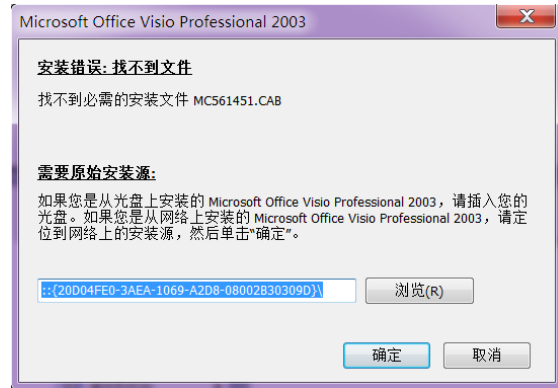 Microsoft Office Visio Professional 2003
安装错误: 找不到文件
找不到必需的安装文件 MC561451.CAB
需要原始安装源:
如果您是从光盘上安装的 Microsoft Office Visio Professional 2003，请插入您的
光盘。如果您是从网络上安装的 Microsoft Office Visio Professional 2003，请定
位到网络上的安装源，然后单击“确定”。
::{20D04FE0-3AEA-1069-A2D8-08002B30309D}\
浏览(R)
确定
取消